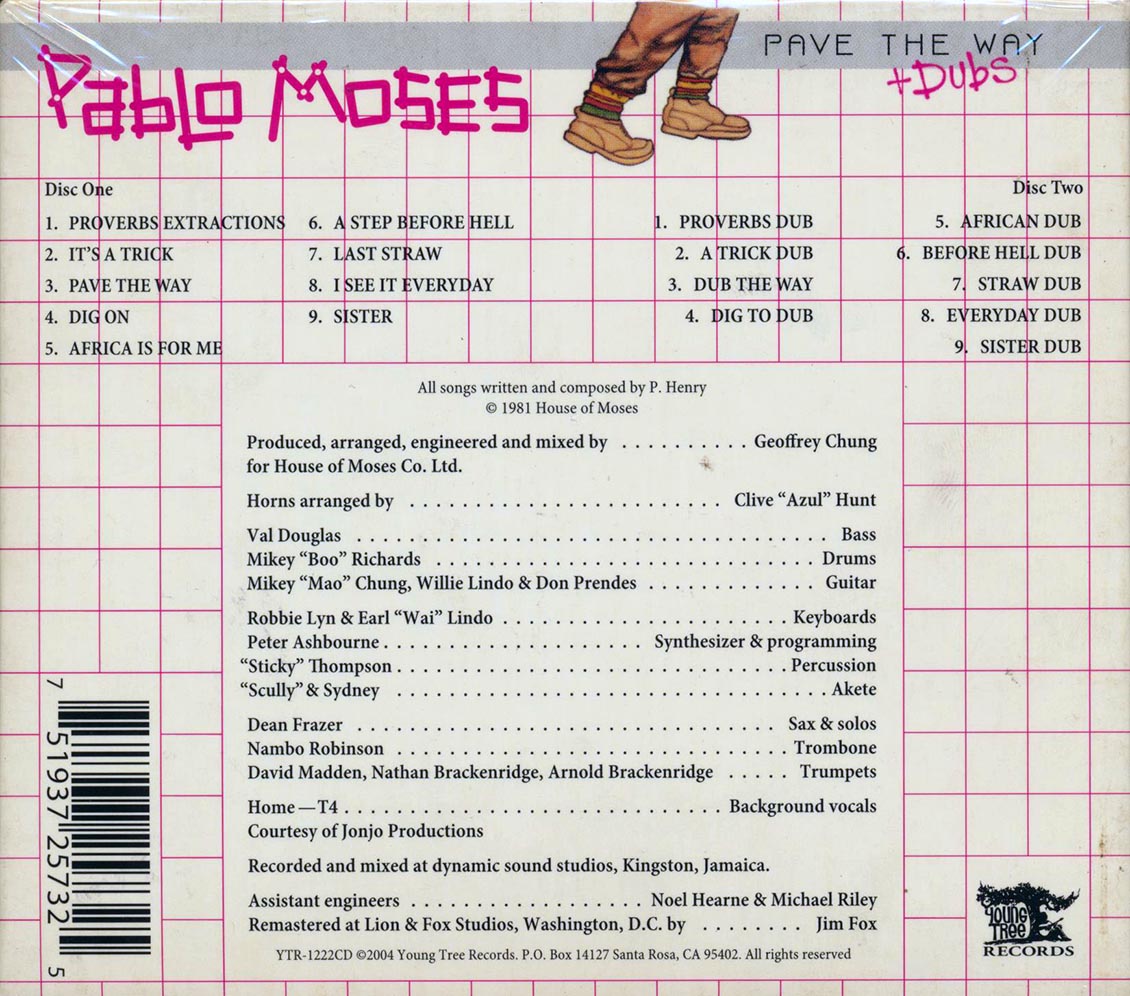 PAVE THE WAY
+Dubs
Pablo Moses
Disc One
1. PROVERBS EXTRACTIONS
2. IT'S A TRICK
3. PAVE THE WAY
4. DIG ON
5. AFRICA IS FOR ME
6. A STEP BEFORE HELL
7. LAST STRAW
8. I SEE IT EVERYDAY
9. SISTER
Disc Two
1. PROVERBS DUB
2. A TRICK DUB
3. DUB THE WAY
4. DIG TO DUB
5. AFRICAN DUB
6. BEFORE HELL DUB
7. STRAW DUB
8. EVERYDAY DUB
9. SISTER DUB
All songs written and composed by P. Henry
© 1981 House of Moses
Produced, arranged, engineered and mixed by . . . . . . . . . . Geoffrey Chung
for House of Moses Co. Ltd.
Horns arranged by . . . . . . . . . . . . . . . . . . . . . . . . Clive “Azul” Hunt
Val Douglas . . . . . . . . . . . . . . . . . . . . . . . . . . . . . . . . . . . . Bass
Mikey “Boo” Richards . . . . . . . . . . . . . . . . . . . . . . . . . . . . . . Drums
Mikey “Mao” Chung, Willie Lindo & Don Prendes . . . . . . . . . . . . . Guitar
Robbie Lyn & Earl “Wai” Lindo . . . . . . . . . . . . . . . . . . . . . . Keyboards
Peter Ashbourne . . . . . . . . . . . . . . . . . . . . Synthesizer & programming
“Sticky” Thompson . . . . . . . . . . . . . . . . . . . . . . . . . . . . . . Percussion
“Scully” & Sydney . . . . . . . . . . . . . . . . . . . . . . . . . . . . . . . . . Akete
Dean Frazer . . . . . . . . . . . . . . . . . . . . . . . . . . . . . . . . . Sax & solos
Nambo Robinson . . . . . . . . . . . . . . . . . . . . . . . . . . . . . . Trombone
David Madden, Nathan Brackenridge, Arnold Brackenridge . . . . . Trumpets
Home—T4 . . . . . . . . . . . . . . . . . . . . . . . . . . . . . Background vocals
Courtesy of Jonjo Productions
Recorded and mixed at dynamic sound studios, Kingston, Jamaica.
Assistant engineers . . . . . . . . . . . . . . . . . . Noel Hearne & Michael Riley
Remastered at Lion & Fox Studios, Washington, D.C. by . . . . . . . . Jim Fox
YTR-1222CD ©2004 Young Tree Records. P.O. Box 14127 Santa Rosa, CA 95402. All rights reserved
7 51937 25732 5
YOUNG
TREE
RECORDS